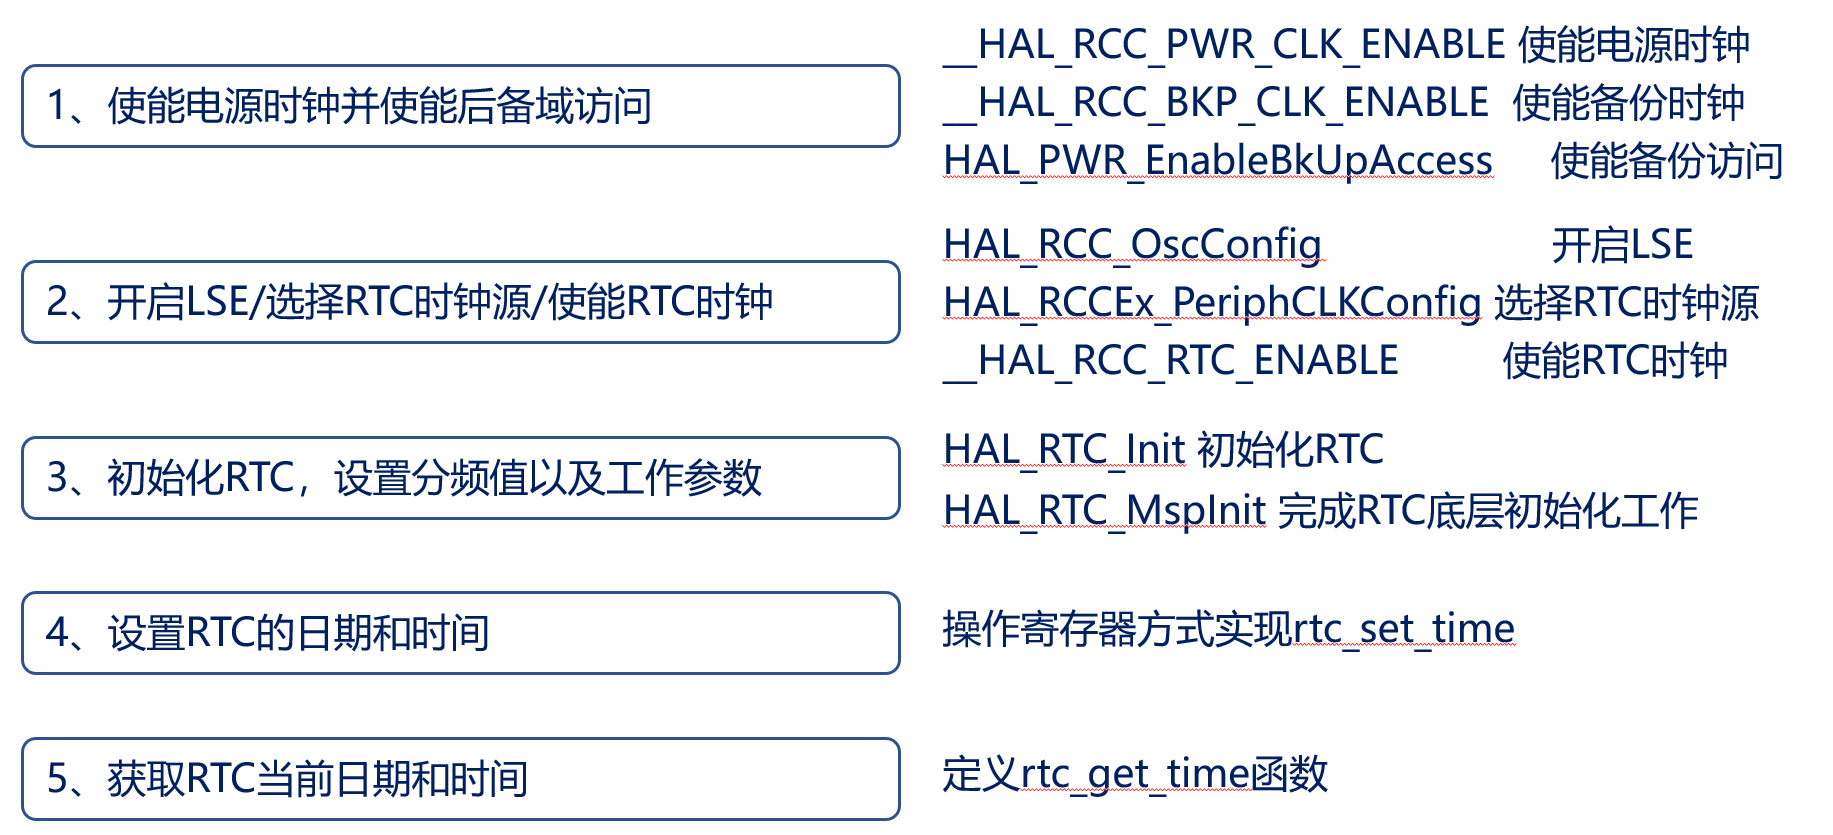 1、使能电源时钟并使能后备域访问
__HAL_RCC_PWR_CLK_ENABLE 使能电源时钟
__HAL_RCC_BKP_CLK_ENABLE 使能备份时钟
HAL_PWR_EnableBkUpAccess 使能备份访问
2、开启LSE/选择RTC时钟源/使能RTC时钟
HAL_RCC_OscConfig 开启LSE
HAL_RCCEx_PeriphCLKConfig 选择RTC时钟源
__HAL_RCC_RTC_ENABLE 使能RTC时钟
3、初始化RTC，设置分频值以及工作参数
HAL_RTC_Init 初始化RTC
HAL_RTC_MspInit 完成RTC底层初始化工作
4、设置RTC的日期和时间
操作寄存器方式实现rtc_set_time
5、获取RTC当前日期和时间
定义rtc_get_time函数